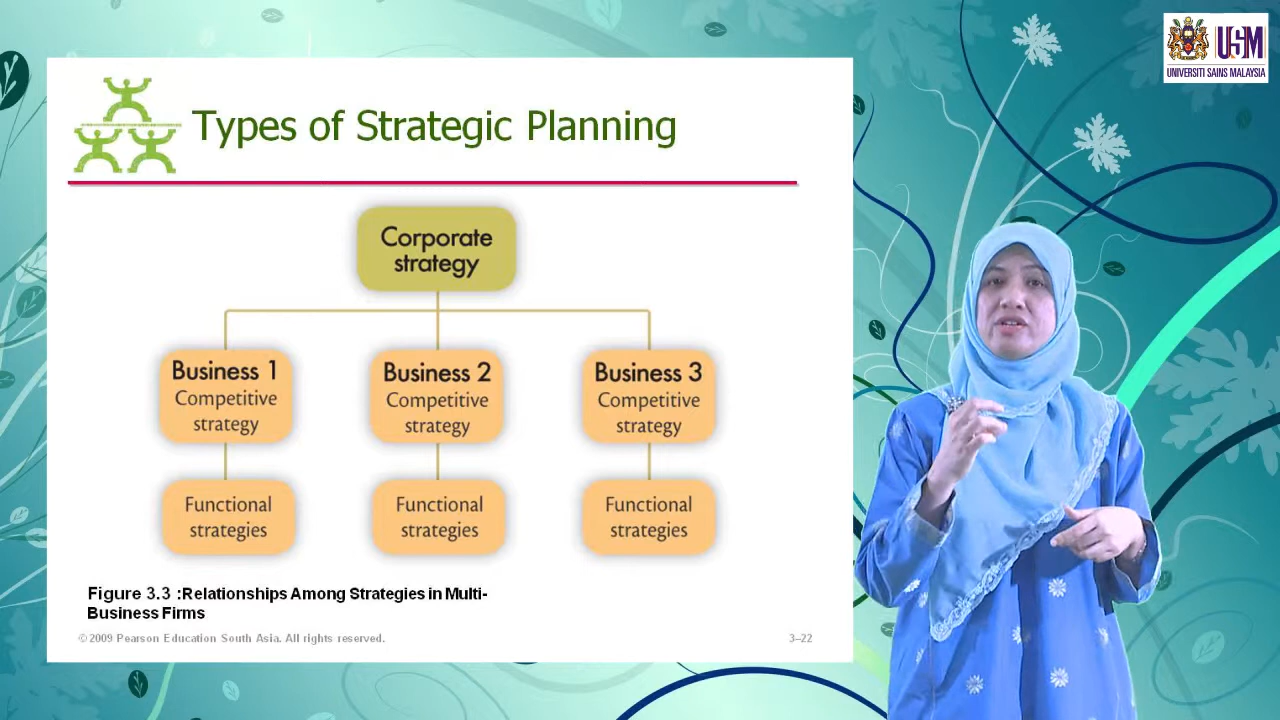 USM
UNIVERSITI SAINS MALAYSIA
Types of Strategic Planning
Corporate
strategy
Business 1
Competitive
strategy
Business 2
Competitive
strategy
Business 3
Competitive
strategy
Functional
strategies
Functional
strategies
Functional
strategies
Figure 3.3 :Relationships Among Strategies in Multi-
Business Firms
© 2009 Pearson Education South Asia. All rights reserved.
3–22